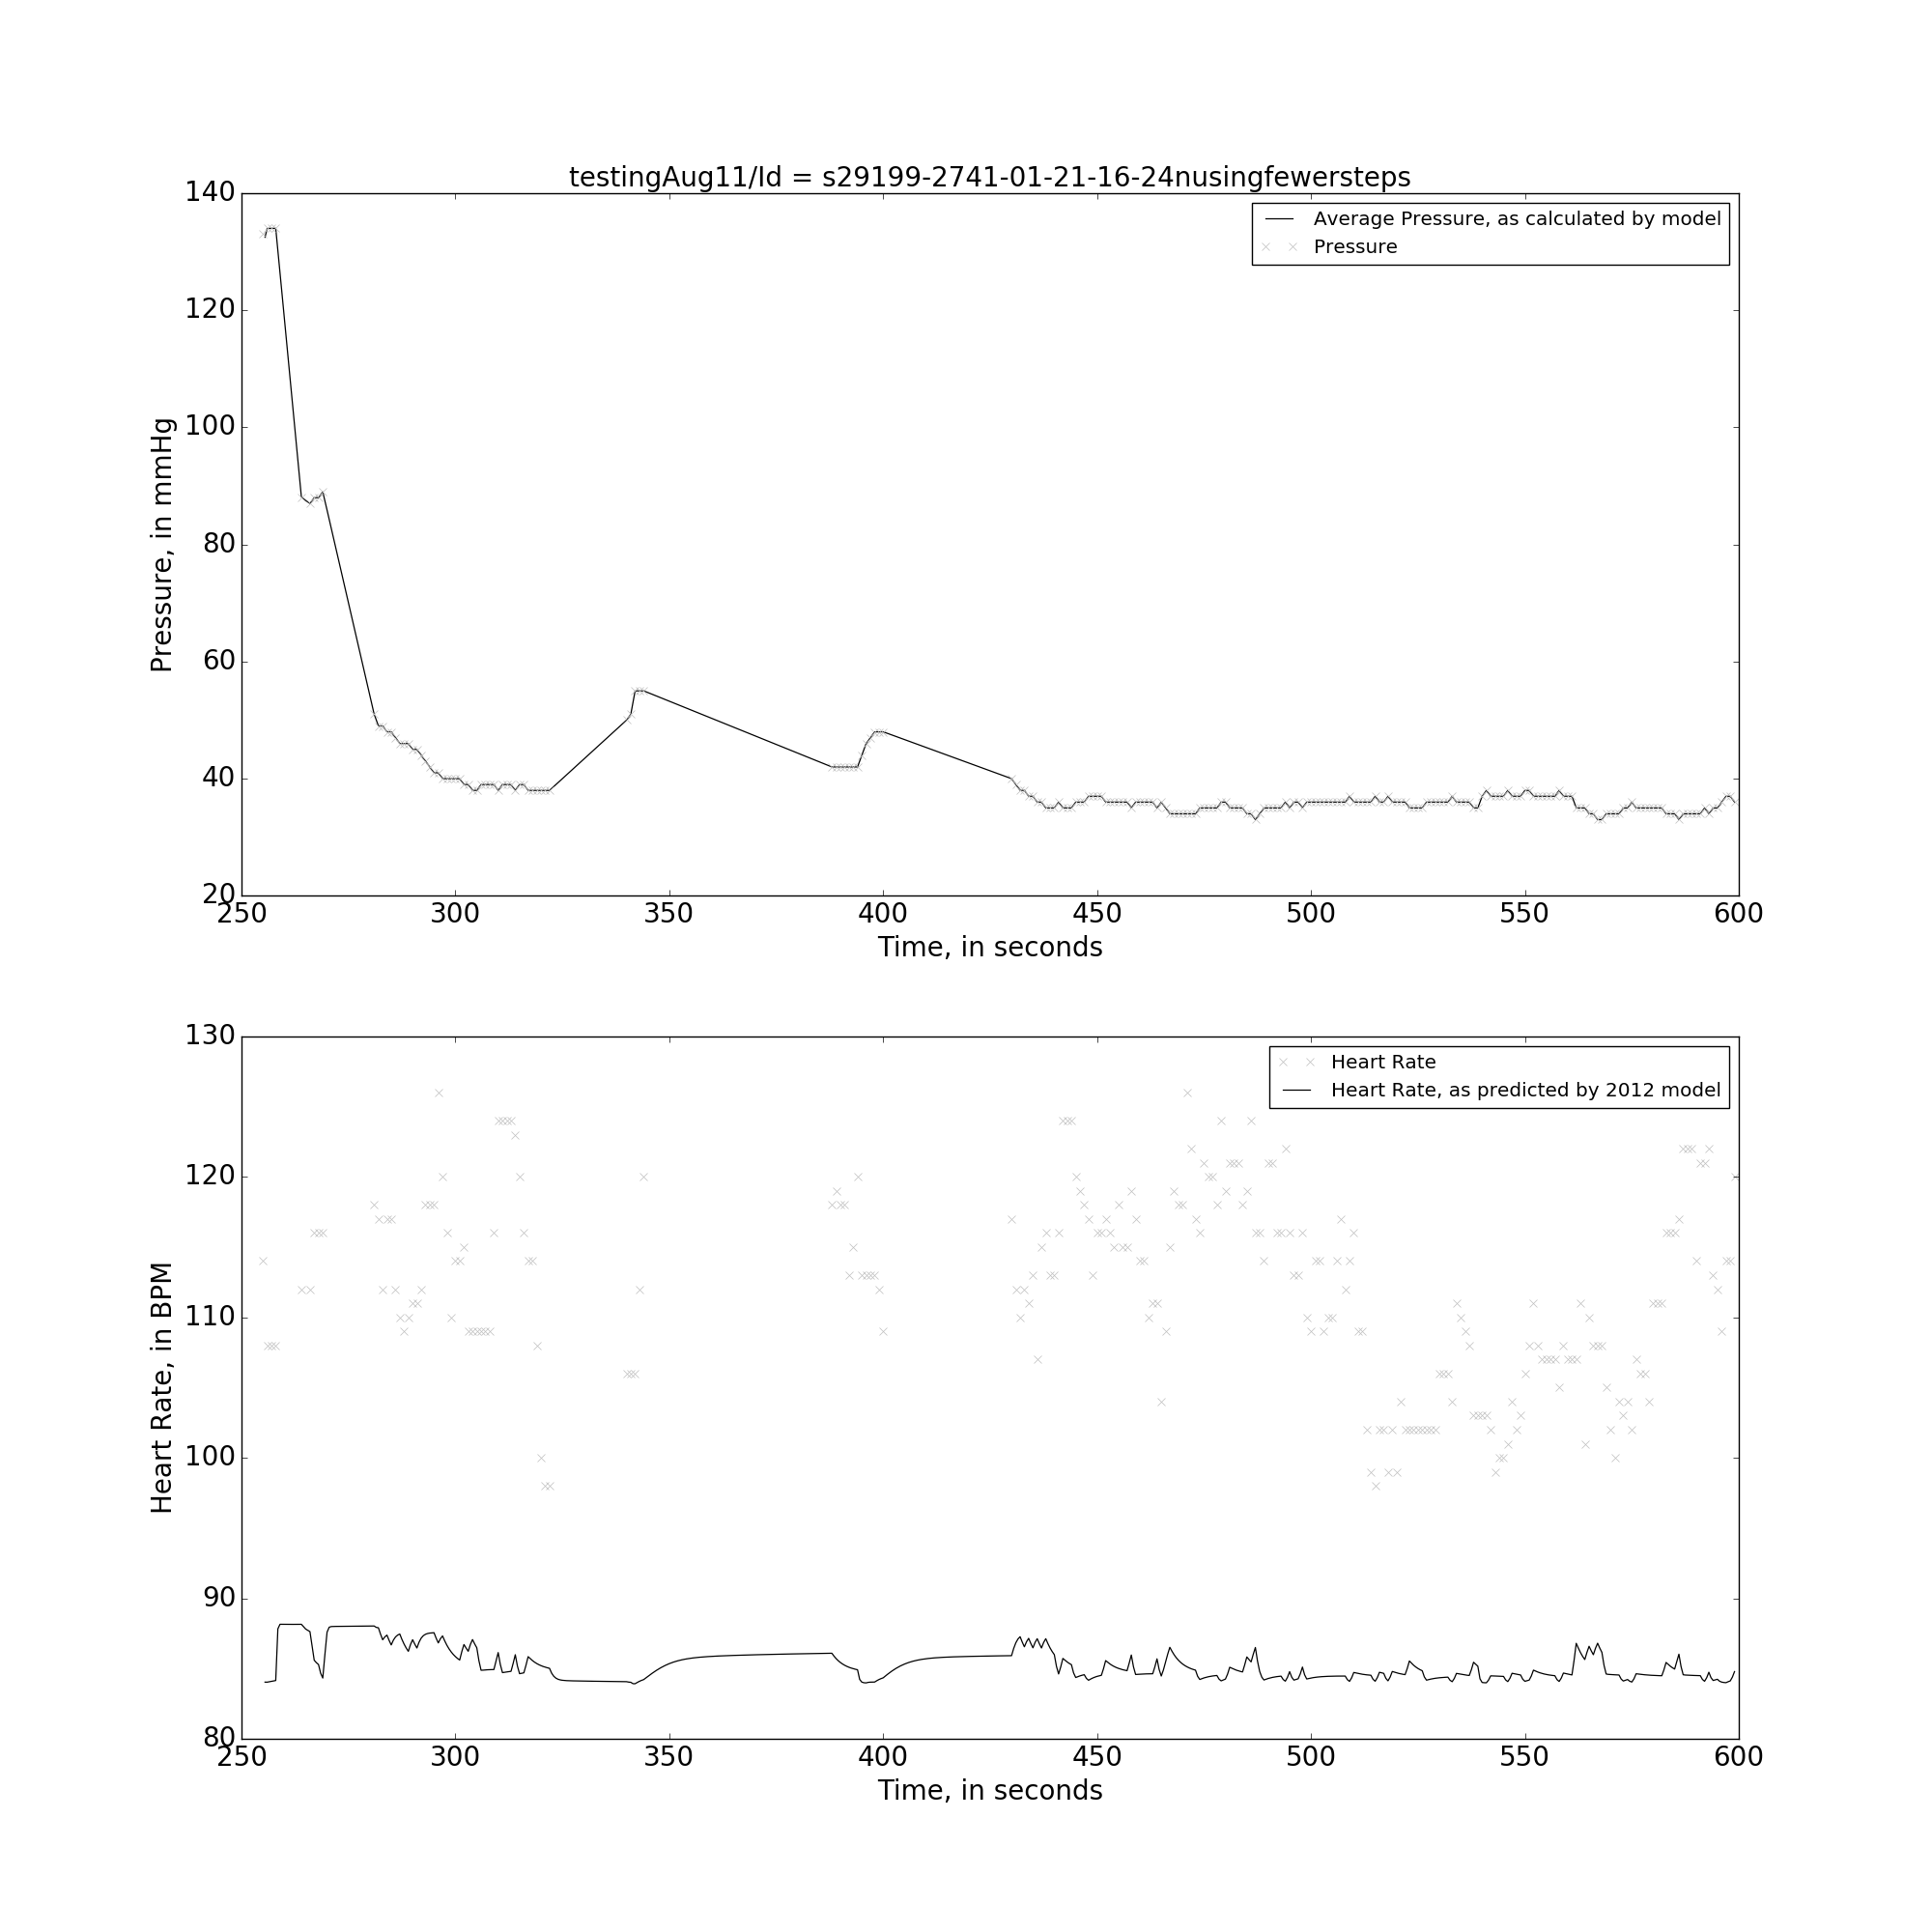 testingAug11/Id = s29199-2741-01-21-16-24nusingfewersteps
140
120
100
80
60
40
20
Pressure, in mmHg
Average Pressure, as calculated by model
Pressure
250 300 350 400 450 500 550 600
Time, in seconds
130
120
110
100
90
80
Heart Rate, in BPM
Heart Rate
Heart Rate, as predicted by 2012 model
250 300 350 400 450 500 550 600
Time, in seconds